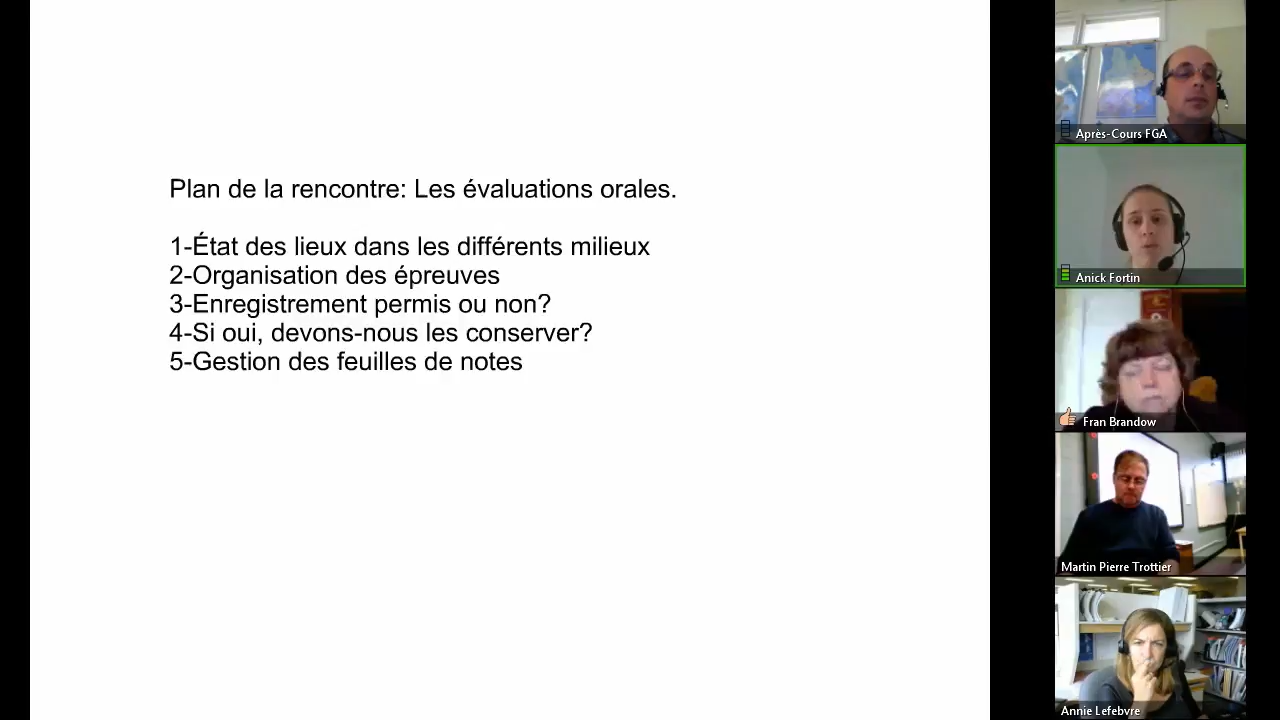 Plan de la rencontre: Les évaluations orales.
1-État des lieux dans les différents milieux
2-Organisation des épreuves
3-Enregistrement permis ou non?
4-Si oui, devons-nous les conserver?
5-Gestion des feuilles de notes
Après-Cours FGA
Anick Fortin
Fran Brandow
Martin Pierre Trottier
Annie Lefebvre